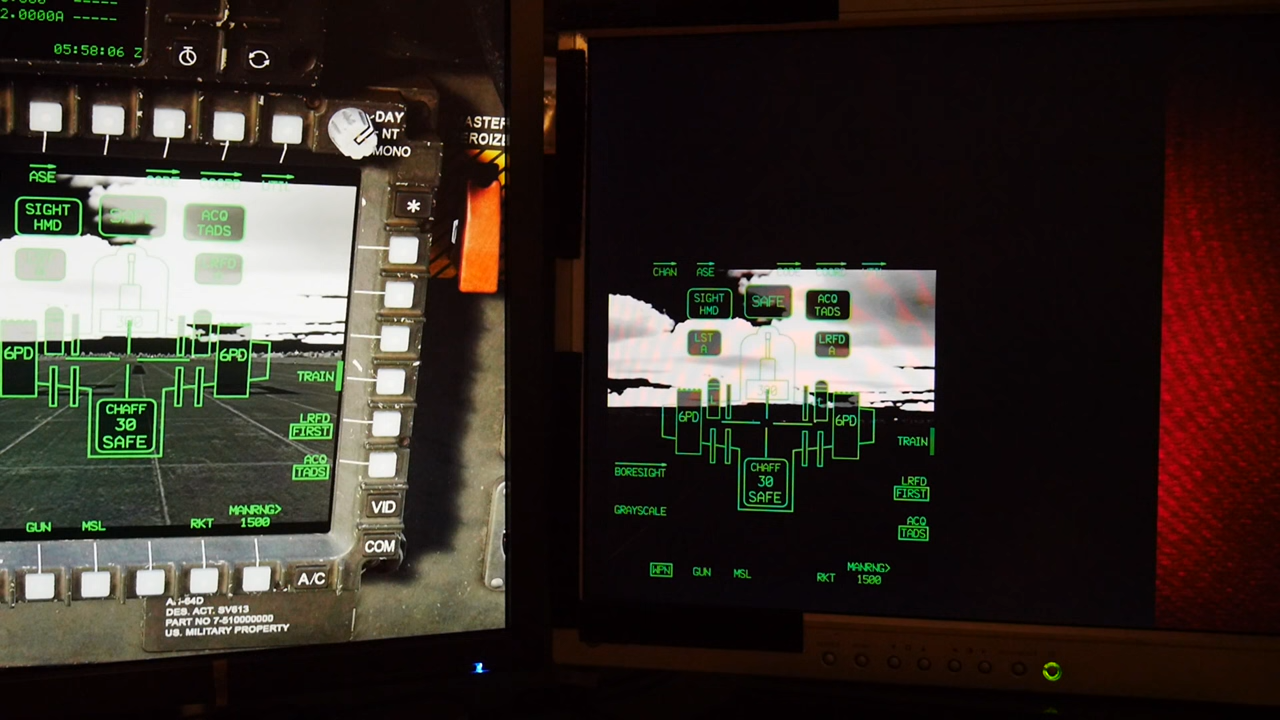 2.0000A -----
05:58:06 Z
DAY
NT
MONO
ASE
SIGHT
HMD
ACQ
TADS
6PD
6PD
TRAIN
CHAFF
30
SAFE
LRFD
FIRST
ACQ
TADS
MANRNG>
1500
GUN
MSL
RKT
VID
COM
A/C
DES. ACT. SV613
PART NO 7-510000000
US. MILITARY PROPERTY
CHAN
ASE
SIGHT
HMD
SAFE
ACQ
TADS
LST
A
LRFD
A
6PD
6PD
TRAIN
CHAFF
30
SAFE
BORESIGHT
LRFD
FIRST
GRAYSCALE
ACQ
TADS
WPN
GUN
MSL
RKT
MANRNG>
1500